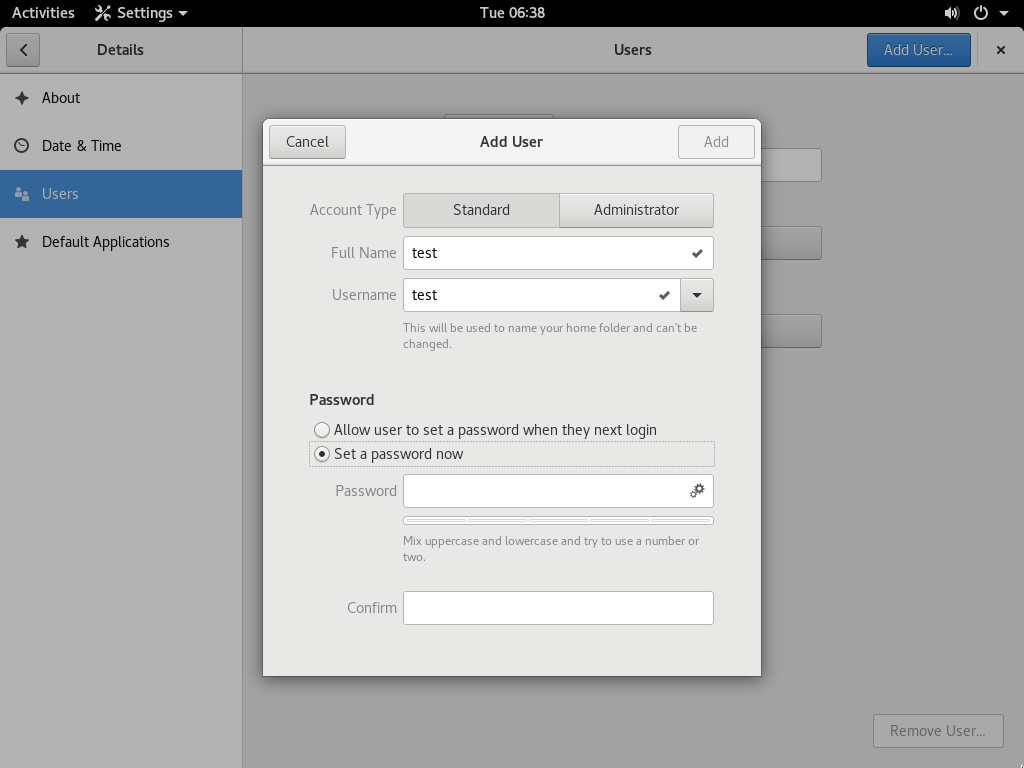 Activities Settings Tue 06:38
Details Users Add User...
About
Date & Time
Users
Default Applications
Cancel Add User Add
Account Type Standard Administrator
Full Name test
Username test
This will be used to name your home folder and can't be
changed.
Password
Allow user to set a password when they next login
Set a password now
Password
Mix uppercase and lowercase and try to use a number or
two.
Confirm
Remove User...